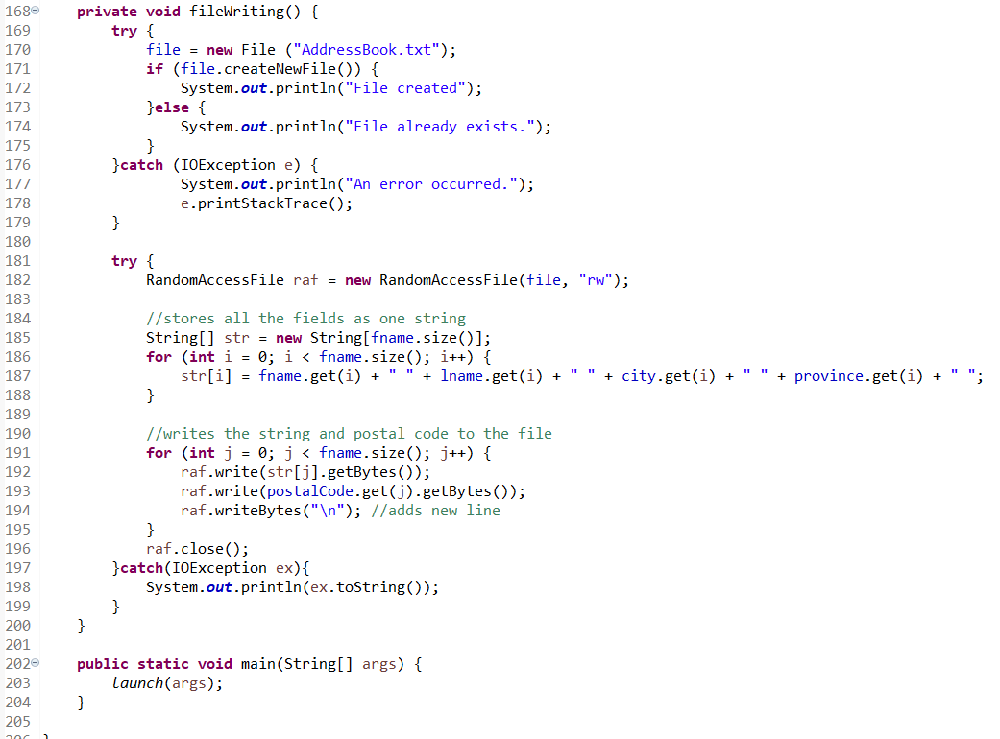 168 private void fileWriting() {
169 try {
170 file = new File ("AddressBook.txt");
171 if (file.createNewFile()) {
172 System.out.println("File created");
173 }else {
174 System.out.println("File already exists.");
175 }
176 }catch (IOException e) {
177 System.out.println("An error occurred.");
178 e.printStackTrace();
179 }
180
181 try {
182 RandomAccessFile raf = new RandomAccessFile(file, "rw");
183
184 //stores all the fields as one string
185 String[] str = new String[fname.size()];
186 for (int i = 0; i < fname.size(); i++) {
187 str[i] = fname.get(i) + " " + lname.get(i) + " " + city.get(i) + " " + province.get(i) + " ";
188 }
189
190 //writes the string and postal code to the file
191 for (int j = 0; j < fname.size(); j++) {
192 raf.write(str[j].getBytes());
193 raf.write(postalCode.get(j).getBytes());
194 raf.writeBytes("\n"); //adds new line
195 }
196 raf.close();
197 }catch(IOException ex){
198 System.out.println(ex.toString());
199 }
200 }
201
202 public static void main(String[] args) {
203 launch(args);
204 }
205